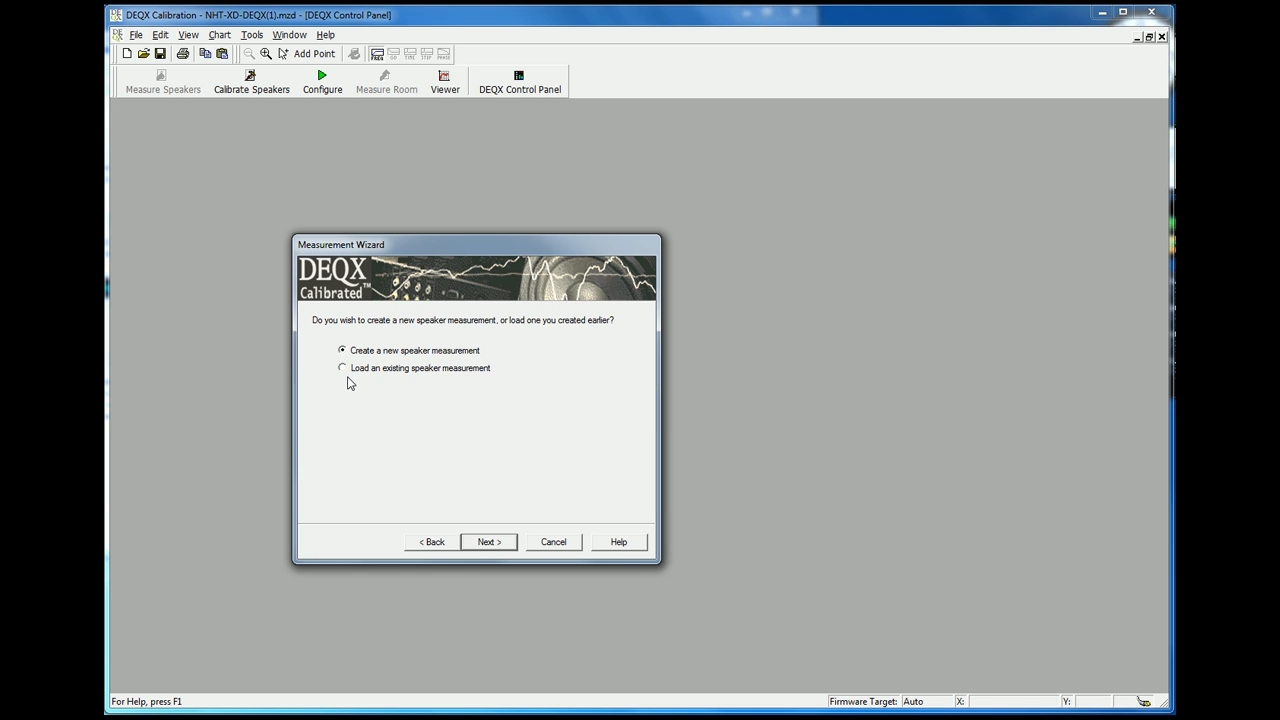 DEQX Calibration - NHT-XD-DEQX(1).mzd - [DEQX Control Panel]
File Edit View Chart Tools Window Help
Add Point FREQ
Measure Speakers Calibrate Speakers Configure Measure Room Viewer DEQX Control Panel
Measurement Wizard
DEQX
Calibrated™
Do you wish to create a new speaker measurement, or load one you created earlier?
Create a new speaker measurement
Load an existing speaker measurement
< Back Next > Cancel Help
For Help, press F1 Firmware Target: Auto X: Y: